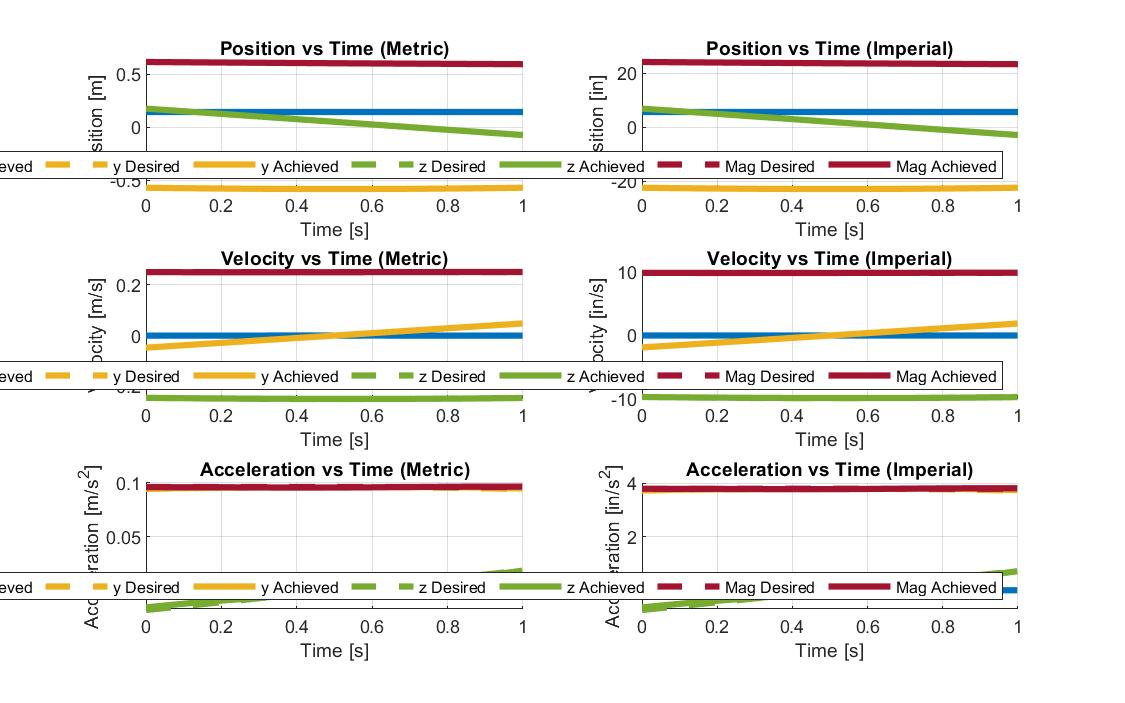 Position vs Time (Metric)
0.5
0
-0.5
sition [m]
0 0.2 0.4 0.6 0.8 1
Time [s]
Position vs Time (Imperial)
20
0
-20
sition [in]
0 0.2 0.4 0.6 0.8 1
Time [s]
eved y Desired y Achieved z Desired z Achieved Mag Desired Mag Achieved
Velocity vs Time (Metric)
0.2
0
ocity [m/s]
0 0.2 0.4 0.6 0.8 1
Time [s]
Velocity vs Time (Imperial)
10
0
-10
ocity [in/s]
0 0.2 0.4 0.6 0.8 1
Time [s]
eved y Desired y Achieved z Desired z Achieved Mag Desired Mag Achieved
Acceleration vs Time (Metric)
0.1
0.05
Acceleration [m/s2]
0 0.2 0.4 0.6 0.8 1
Time [s]
Acceleration vs Time (Imperial)
4
2
Acceleration [in/s2]
0 0.2 0.4 0.6 0.8 1
Time [s]
eved y Desired y Achieved z Desired z Achieved Mag Desired Mag Achieved